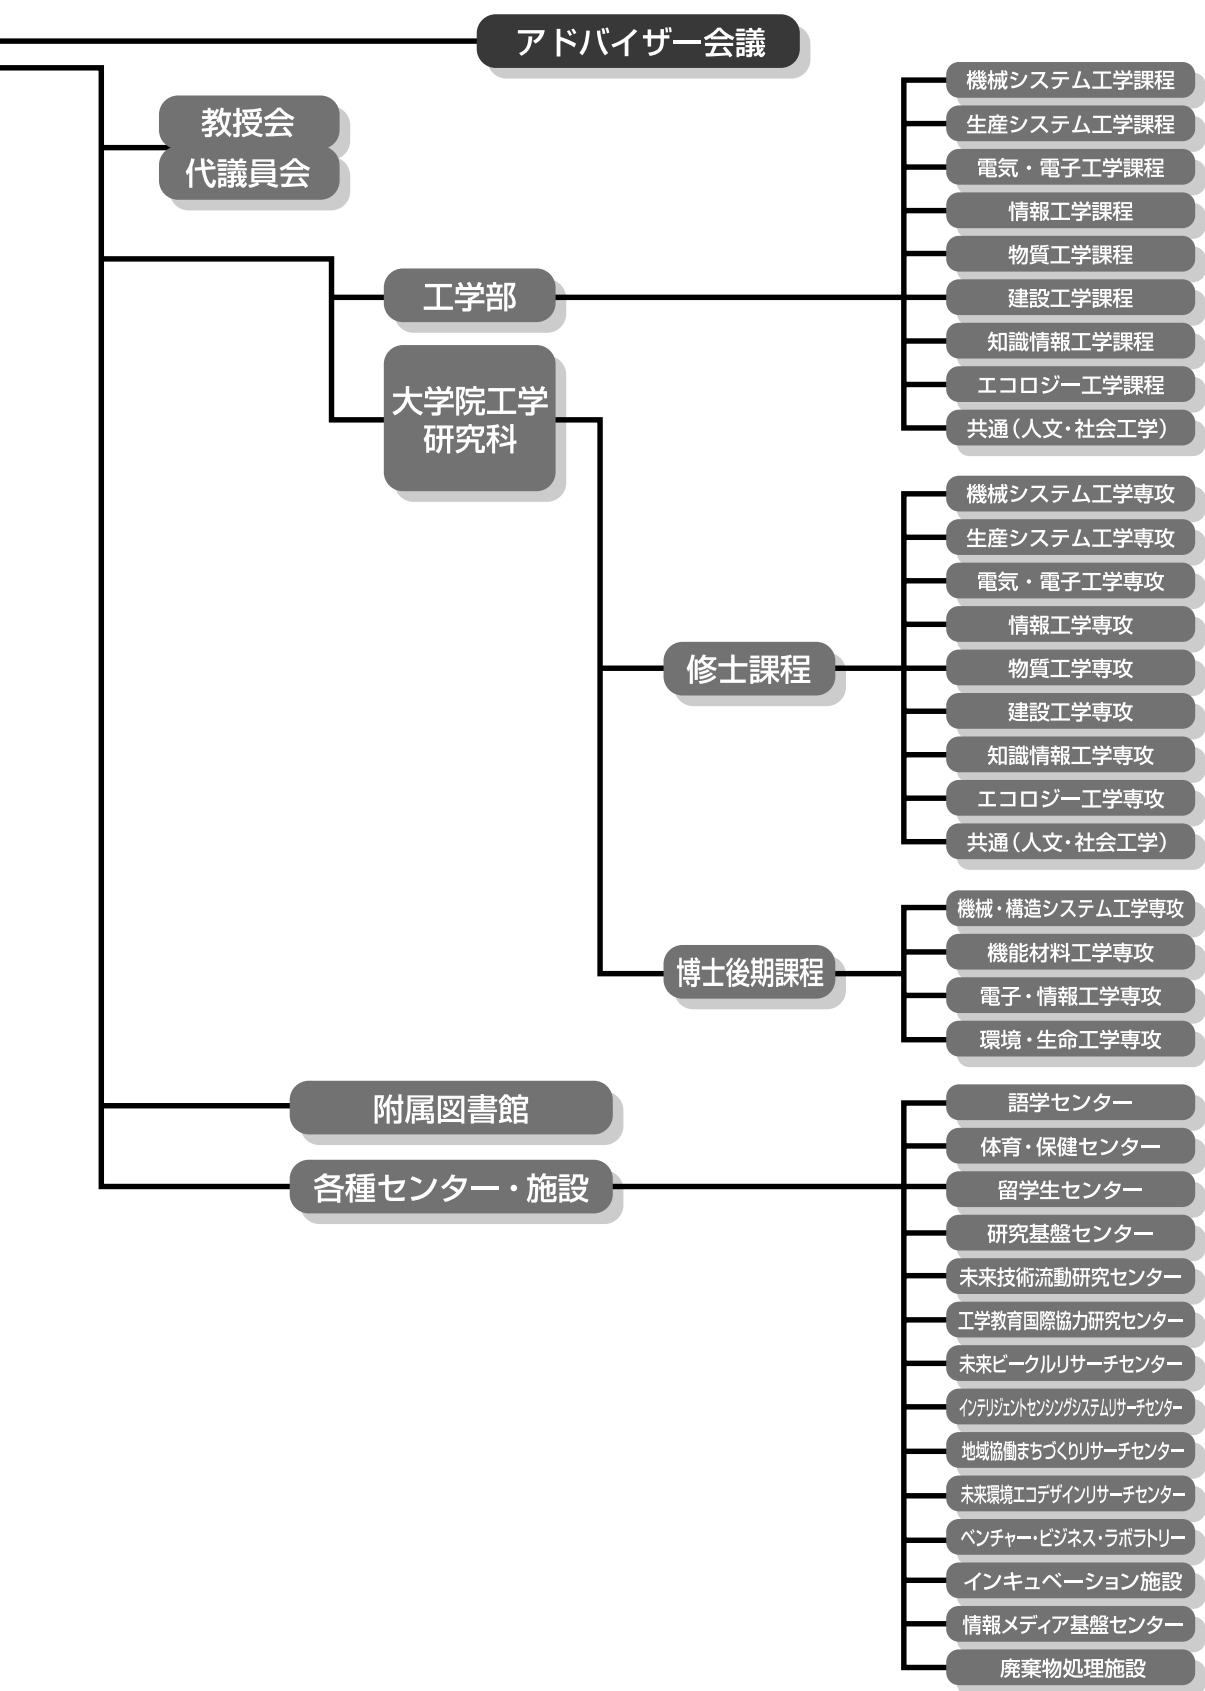 アドバイザー会議
教授会
代議員会
工学部
機械システム工学課程
生産システム工学課程
電気・電子工学課程
情報工学課程
物質工学課程
建設工学課程
知識情報工学課程
エコロジー工学課程
共通（人文・社会工学）
大学院工学
研究科
修士課程
機械システム工学専攻
生産システム工学専攻
電気・電子工学専攻
情報工学専攻
物質工学専攻
建設工学専攻
知識情報工学専攻
エコロジー工学専攻
共通（人文・社会工学）
博士後期課程
機械・構造システム工学専攻
機能材料工学専攻
電子・情報工学専攻
環境・生命工学専攻
附属図書館
各種センター・施設
語学センター
体育・保健センター
留学生センター
研究基盤センター
未来技術流動研究センター
工学教育国際協力研究センター
未来ビークルリサーチセンター
インテリジェントセンシングシステムリサーチセンター
地域協働まちづくりリサーチセンター
未来環境エコデザインリサーチセンター
ベンチャー・ビジネス・ラボラトリー
インキュベーション施設
情報メディア基盤センター
廃棄物処理施設